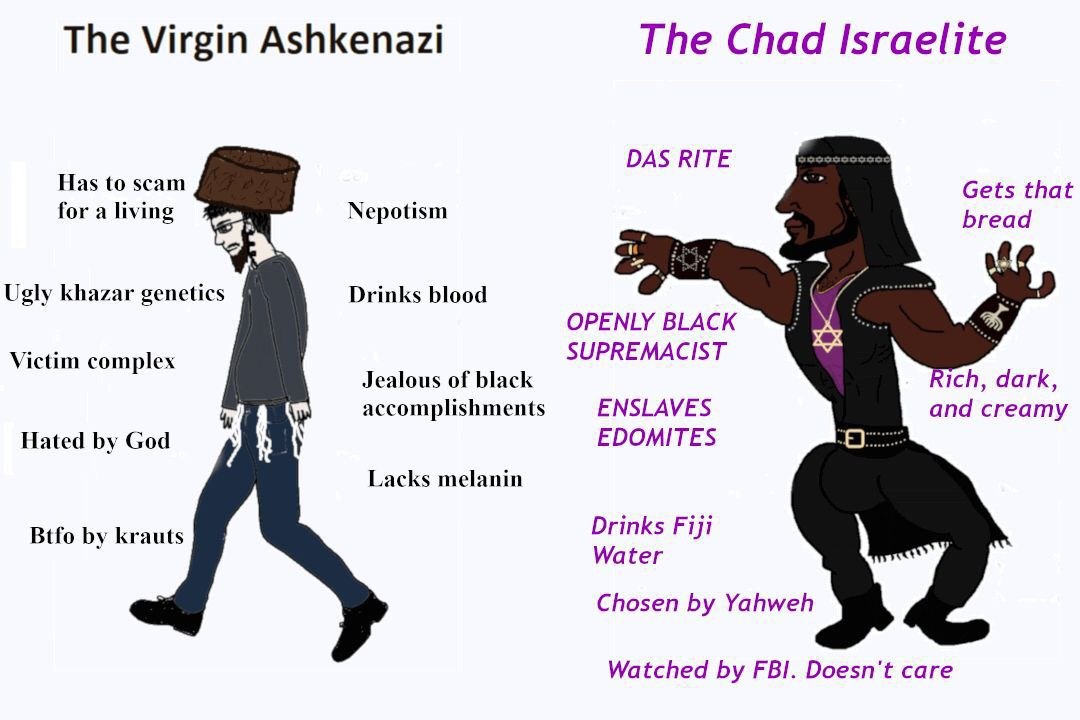 The Virgin Ashkenazi
Has to scam
for a living
Nepotism
Ugly khazar genetics
Drinks blood
Victim complex
Jealous of black
accomplishments
Hated by God
Lacks melanin
Btfo by krauts
The Chad Israelite
DAS RITE
Gets that
bread
OPENLY BLACK
SUPREMACIST
Rich, dark,
and creamy
ENSLAVES
EDOMITES
Drinks Fiji
Water
Chosen by Yahweh
Watched by FBI. Doesn't care